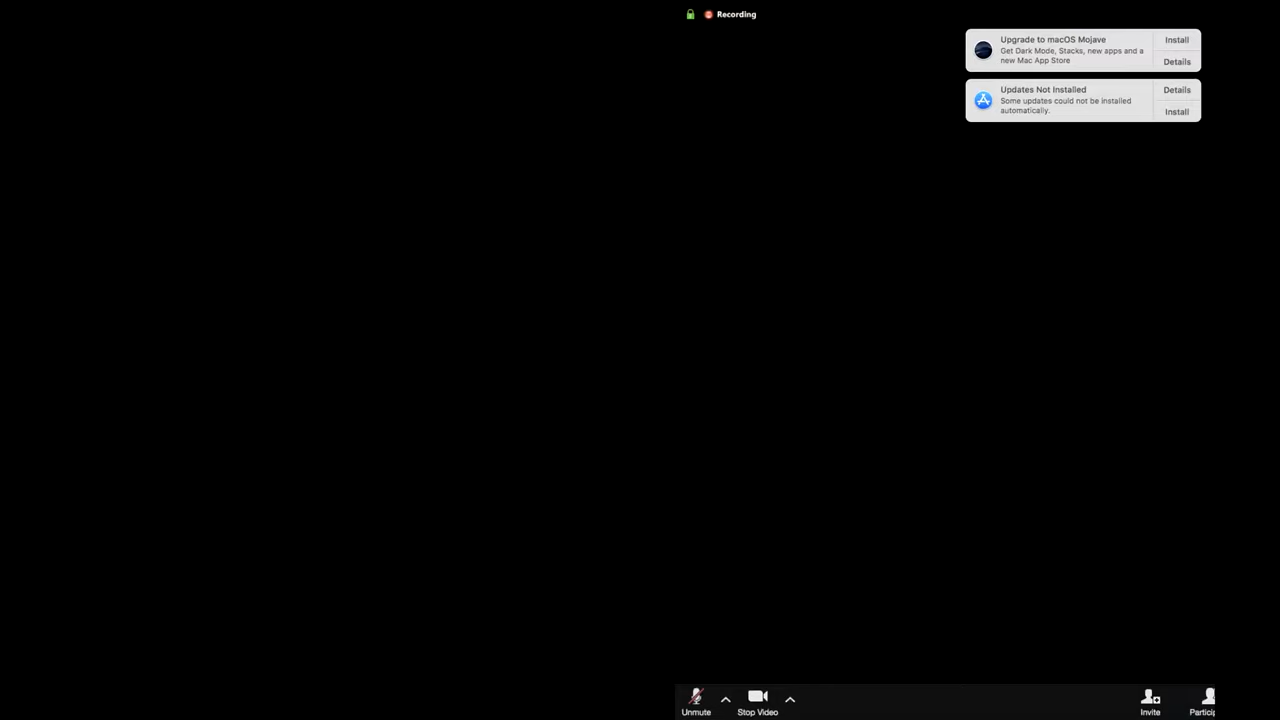 Recording
Upgrade to macOS Mojave
Get Dark Mode, Stacks, new apps and a
new Mac App Store
Install
Details
Updates Not Installed
Some updates could not be installed
automatically.
Details
Install
Unmute
Stop Video
Invite
Particip